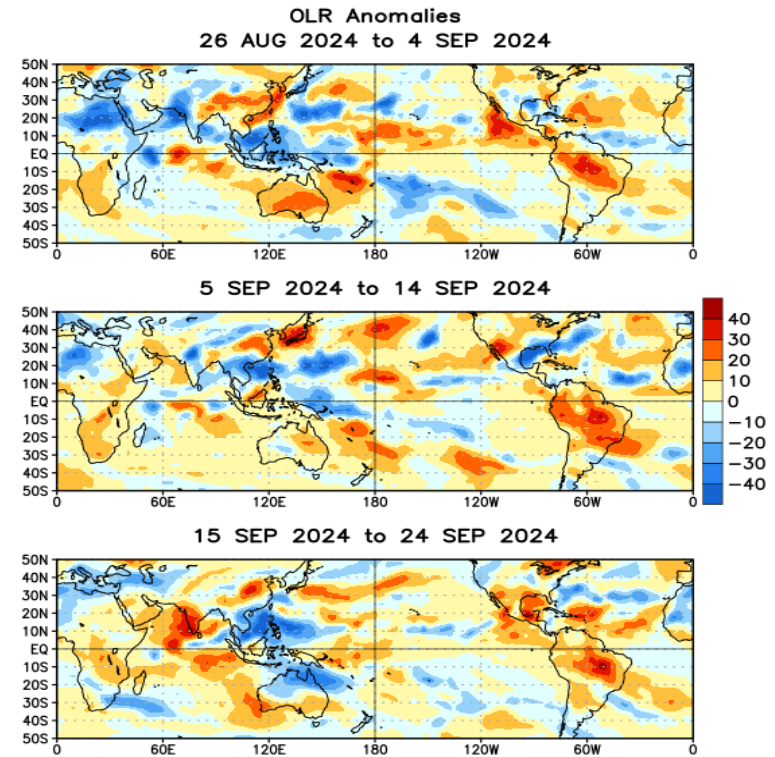 OLR Anomalies
26 AUG 2024 to 4 SEP 2024
50N
40N
30N
20N
10N
EQ
10S
20S
30S
40S
50S
0 60E 120E 180 120W 60W 0
5 SEP 2024 to 14 SEP 2024
50N
40N
30N
20N
10N
EQ
10S
20S
30S
40S
50S
0 60E 120E 180 120W 60W 0
40
30
20
10
0
-10
-20
-30
-40
15 SEP 2024 to 24 SEP 2024
50N
40N
30N
20N
10N
EQ
10S
20S
30S
40S
50S
0 60E 120E 180 120W 60W 0